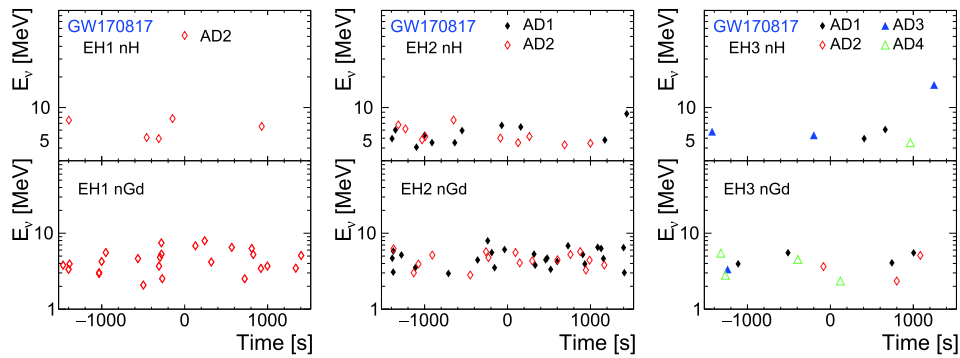 E_ν [MeV]
GW170817
EH1 nH
AD2
10
5
E_ν [MeV]
EH1 nGd
10
1
−1000 0 1000
Time [s]
E_ν [MeV]
GW170817
EH2 nH
AD1
AD2
10
5
E_ν [MeV]
EH2 nGd
10
1
−1000 0 1000
Time [s]
E_ν [MeV]
GW170817
EH3 nH
AD1 AD3
AD2 AD4
10
5
E_ν [MeV]
EH3 nGd
10
1
−1000 0 1000
Time [s]